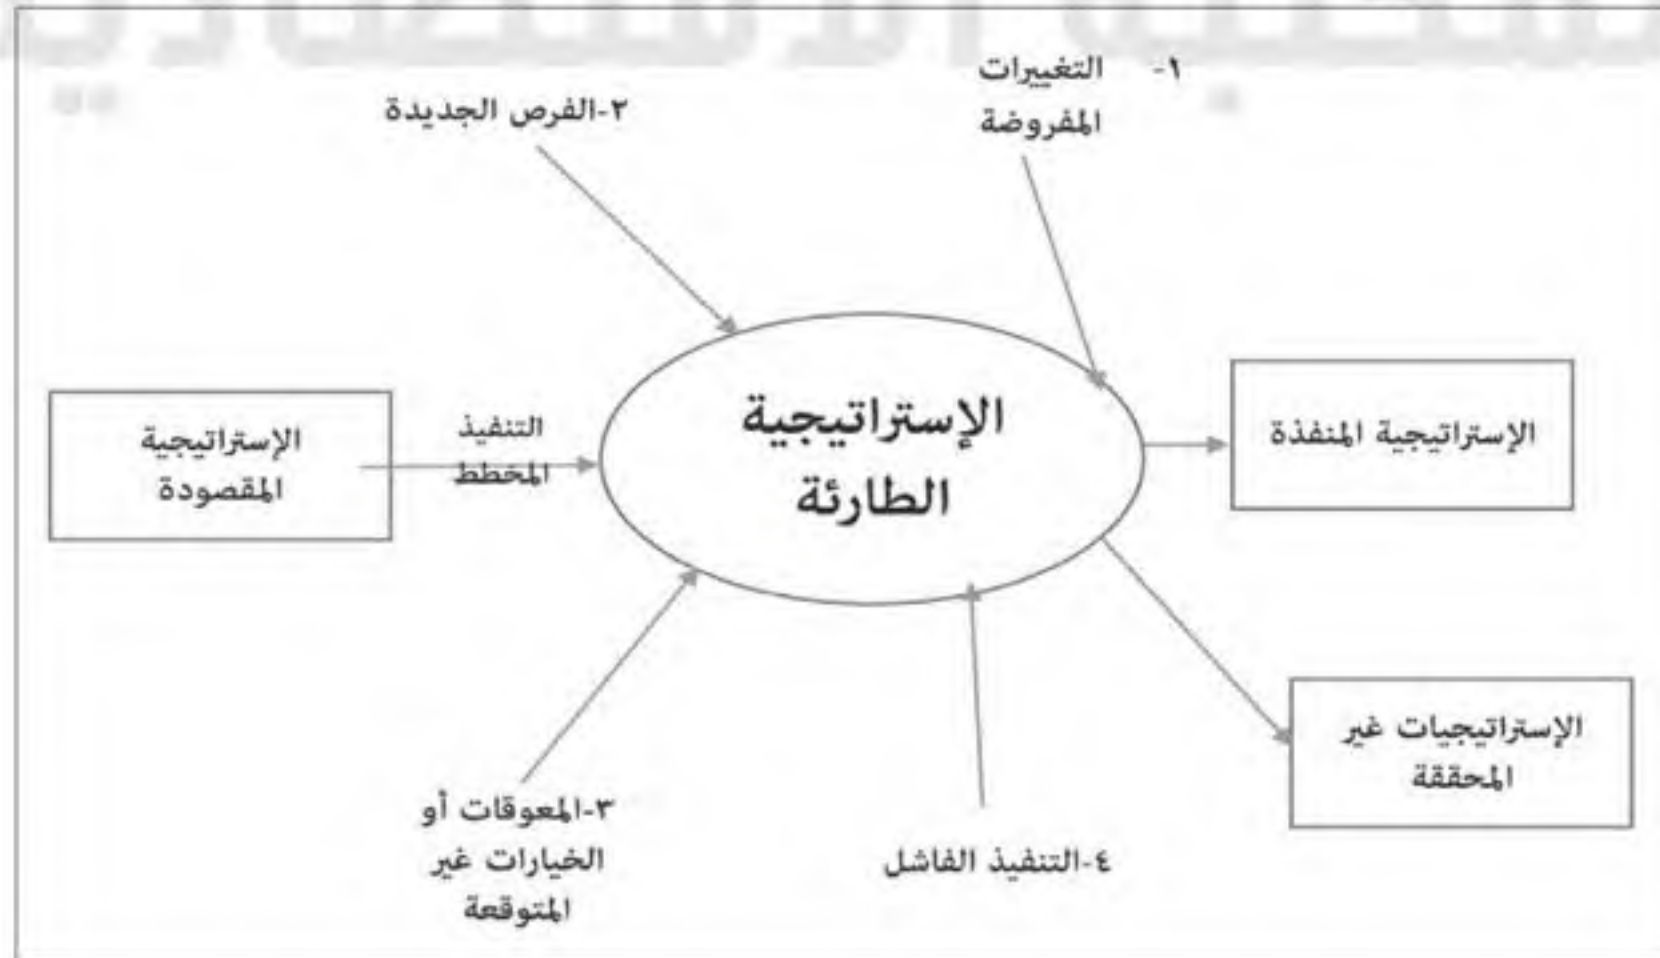 ١- التغييرات
المفروضة
٢-الفرص الجديدة
الإستراتيجية
الطارئة
الإستراتيجية المنفذة
التنفيذ
المخطط
الإستراتيجية
المقصودة
الإستراتيجيات غير
المحققة
٣-المعوقات أو
الخيارات غير
المتوقعة
٤-التنفيذ الفاشل